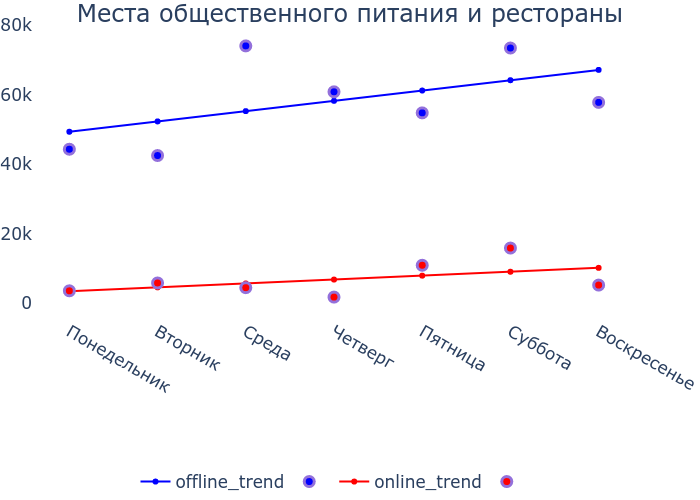 Места общественного питания и рестораны
80k
60k
40k
20k
0
Понедельник
Вторник
Среда
Четверг
Пятница
Суббота
Воскресенье
offline_trend
online_trend